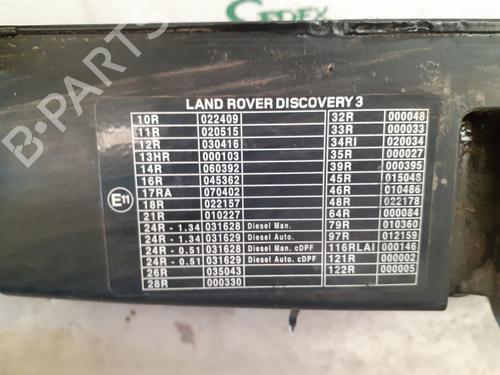 LAND ROVER DISCOVERY 3
10R 022409
11R 020515
12R 030416
13HR 000103
14R 060392
16R 045362
17RA 070402
18R 022157
21R 010227
24R - 1.34 031628 Diesel Man.
24R - 1.34 031629 Diesel Auto.
24R - 0.51 031628 Diesel Man. cDPF
24R - 0.51 031629 Diesel Auto. cDPF
26R 035043
28R 000330
32R 000048
33R 000033
34RI 020034
35R 000027
39R 000395
45R 015048
46R 010486
48R 022178
64R 000084
79R 010360
97R 012159
116RLAI 000146
121R 000002
122R 000005
E11
B-PARTS